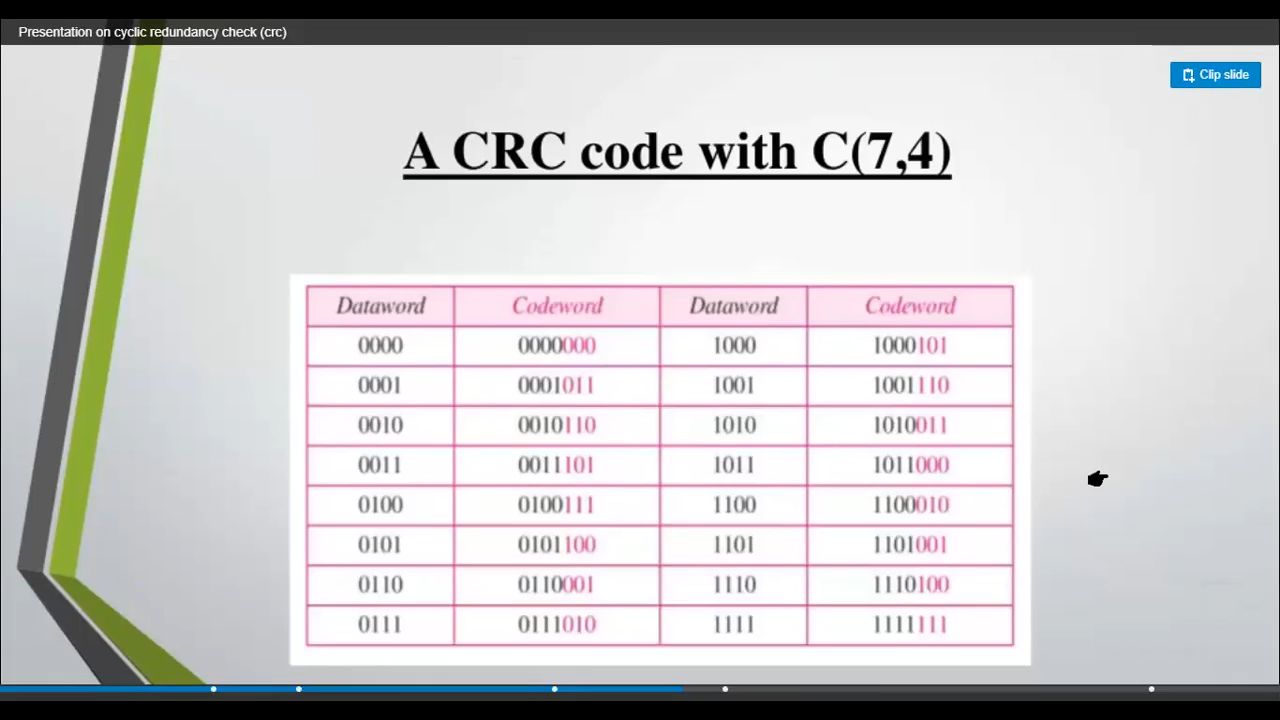 Presentation on cyclic redundancy check (crc)
Clip slide
A CRC code with C(7,4)
Dataword Codeword Dataword Codeword
0000 0000000 1000 1000101
0001 0001011 1001 1001110
0010 0010110 1010 1010011
0011 0011101 1011 1011000
0100 0100111 1100 1100010
0101 0101100 1101 1101001
0110 0110001 1110 1110100
0111 0111010 1111 1111111